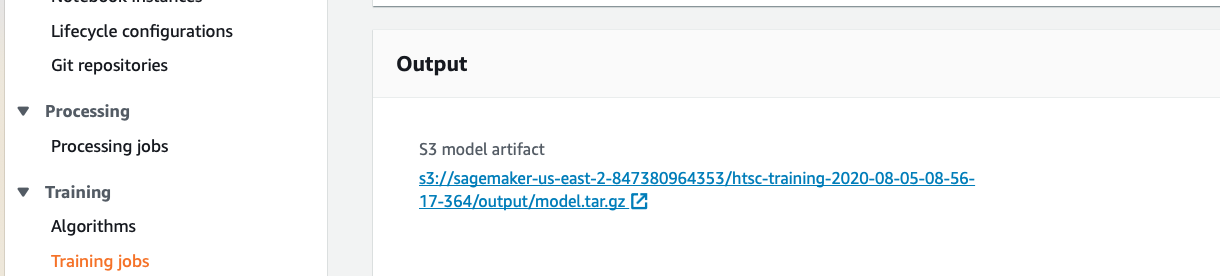 Notebook instances
Lifecycle configurations
Git repositories
Processing
Processing jobs
Training
Algorithms
Training jobs
Output
S3 model artifact
s3://sagemaker-us-east-2-847380964353/htsc-training-2020-08-05-08-56-
17-364/output/model.tar.gz